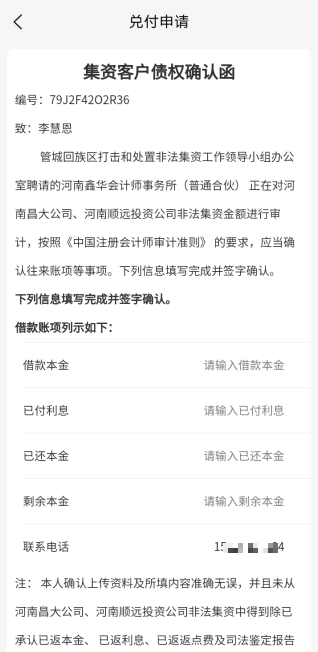 兑付申请
集资客户债权确认函
编号：79J2F42O2R36
致：李慧恩
管城回族区打击和处置非法集资工作领导小组办公
室聘请的河南鑫华会计师事务所（普通合伙） 正在对河
南昌大公司、河南顺远投资公司非法集资金额进行审
计，按照《中国注册会计师审计准则》 的要求，应当确
认往来账项等事项。下列信息填写完成并签字确认。
下列信息填写完成并签字确认。
借款账项列示如下：
借款本金 请输入借款本金
已付利息 请输入已付利息
已还本金 请输入已还本金
剩余本金 请输入剩余本金
联系电话
注： 本人确认上传资料及所填内容准确无误，并且未从
河南昌大公司、河南顺远投资公司非法集资中得到除已
承认已返本金、 已返利息、已返返点费及司法鉴定报告